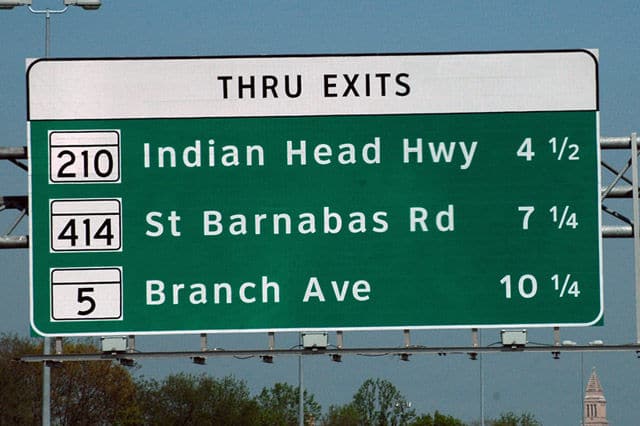 THRU EXITS
210 Indian Head Hwy 4 1/2
414 St Barnabas Rd 7 1/4
5 Branch Ave 10 1/4